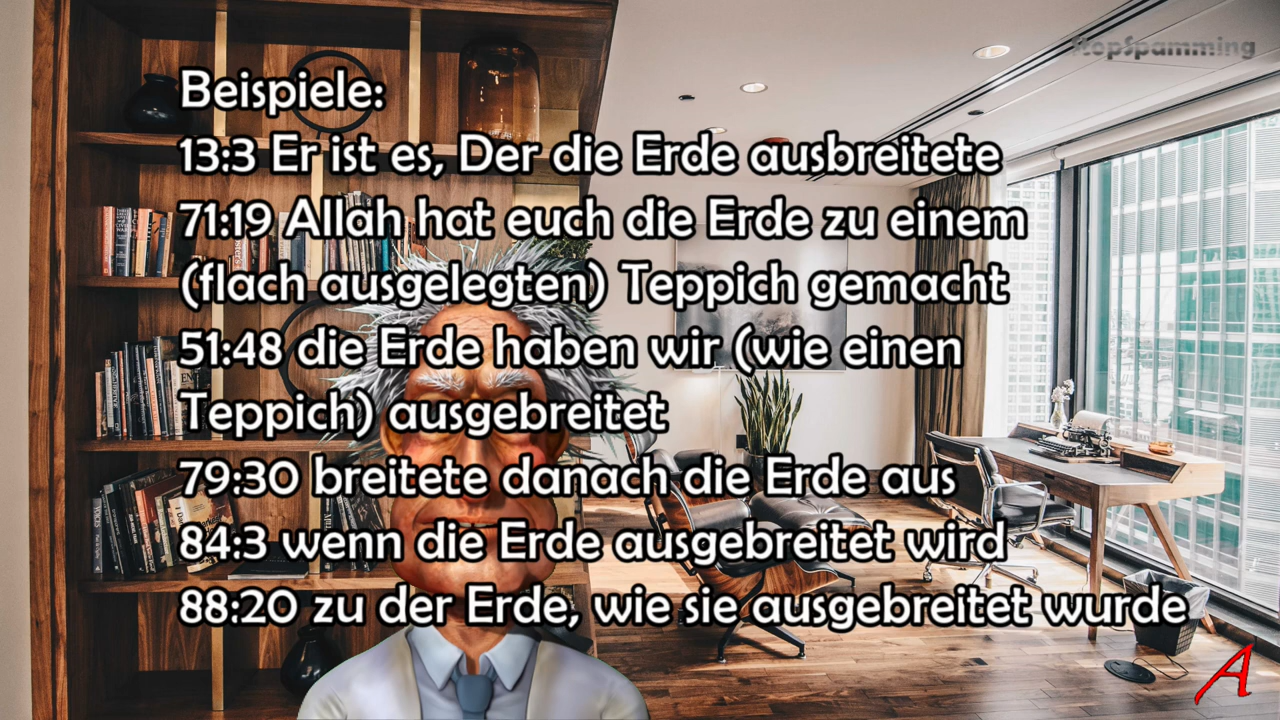 StopSpamming
Beispiele:
13:3 Er ist es, Der die Erde ausbreitete
71:19 Allah hat euch die Erde zu einem
(flach ausgelegten) Teppich gemacht
51:48 die Erde haben wir (wie einen
Teppich) ausgebreitet
79:30 breitete danach die Erde aus
84:3 wenn die Erde ausgebreitet wird
88:20 zu der Erde, wie sie ausgebreitet wurde
A